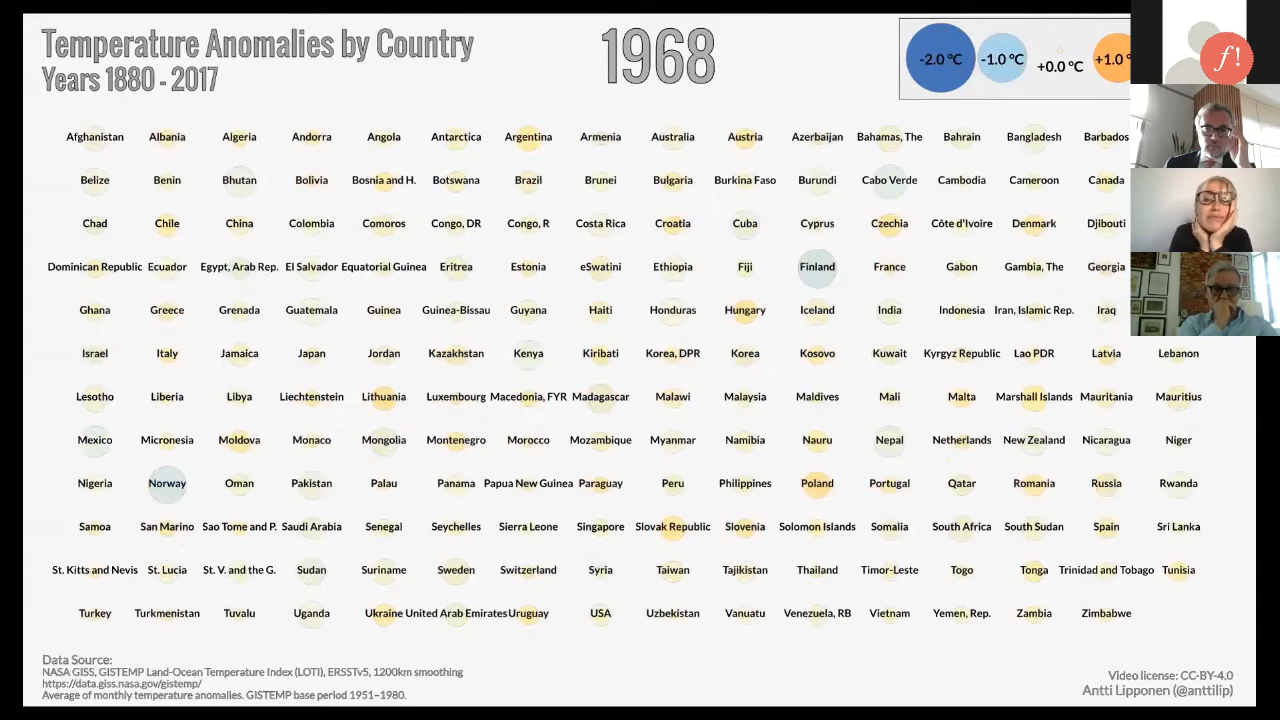 Temperature Anomalies by Country
Years 1880 - 2017
1968
-2.0 ºC -1.0 ºC +0.0 ºC +1.0 º
f!
Afghanistan Albania Algeria Andorra Angola Antarctica Argentina Armenia Australia Austria Azerbaijan Bahamas, The Bahrain Bangladesh Barbados
Belize Benin Bhutan Bolivia Bosnia and H. Botswana Brazil Brunei Bulgaria Burkina Faso Burundi Cabo Verde Cambodia Cameroon Canada
Chad Chile China Colombia Comoros Congo, DR Congo, R Costa Rica Croatia Cuba Cyprus Czechia Côte d'Ivoire Denmark Djibouti
Dominican Republic Ecuador Egypt, Arab Rep. El Salvador Equatorial Guinea Eritrea Estonia eSwatini Ethiopia Fiji Finland France Gabon Gambia, The Georgia
Ghana Greece Grenada Guatemala Guinea Guinea-Bissau Guyana Haiti Honduras Hungary Iceland India Indonesia Iran, Islamic Rep. Iraq
Israel Italy Jamaica Japan Jordan Kazakhstan Kenya Kiribati Korea, DPR Korea Kosovo Kuwait Kyrgyz Republic Lao PDR Latvia Lebanon
Lesotho Liberia Libya Liechtenstein Lithuania Luxembourg Macedonia, FYR Madagascar Malawi Malaysia Maldives Mali Malta Marshall Islands Mauritania Mauritius
Mexico Micronesia Moldova Monaco Mongolia Montenegro Morocco Mozambique Myanmar Namibia Nauru Nepal Netherlands New Zealand Nicaragua Niger
Nigeria Norway Oman Pakistan Palau Panama Papua New Guinea Paraguay Peru Philippines Poland Portugal Qatar Romania Russia Rwanda
Samoa San Marino Sao Tome and P. Saudi Arabia Senegal Seychelles Sierra Leone Singapore Slovak Republic Slovenia Solomon Islands Somalia South Africa South Sudan Spain Sri Lanka
St. Kitts and Nevis St. Lucia St. V. and the G. Sudan Suriname Sweden Switzerland Syria Taiwan Tajikistan Thailand Timor-Leste Togo Tonga Trinidad and Tobago Tunisia
Turkey Turkmenistan Tuvalu Uganda Ukraine United Arab Emirates Uruguay USA Uzbekistan Vanuatu Venezuela, RB Vietnam Yemen, Rep. Zambia Zimbabwe
Data Source:
NASA GISS, GISTEMP Land-Ocean Temperature Index (LOTI), ERSSTv5, 1200km smoothing
https://data.giss.nasa.gov/gistemp/
Average of monthly temperature anomalies. GISTEMP base period 1951–1980.
Video license: CC-BY-4.0
Antti Lipponen (@anttilip)